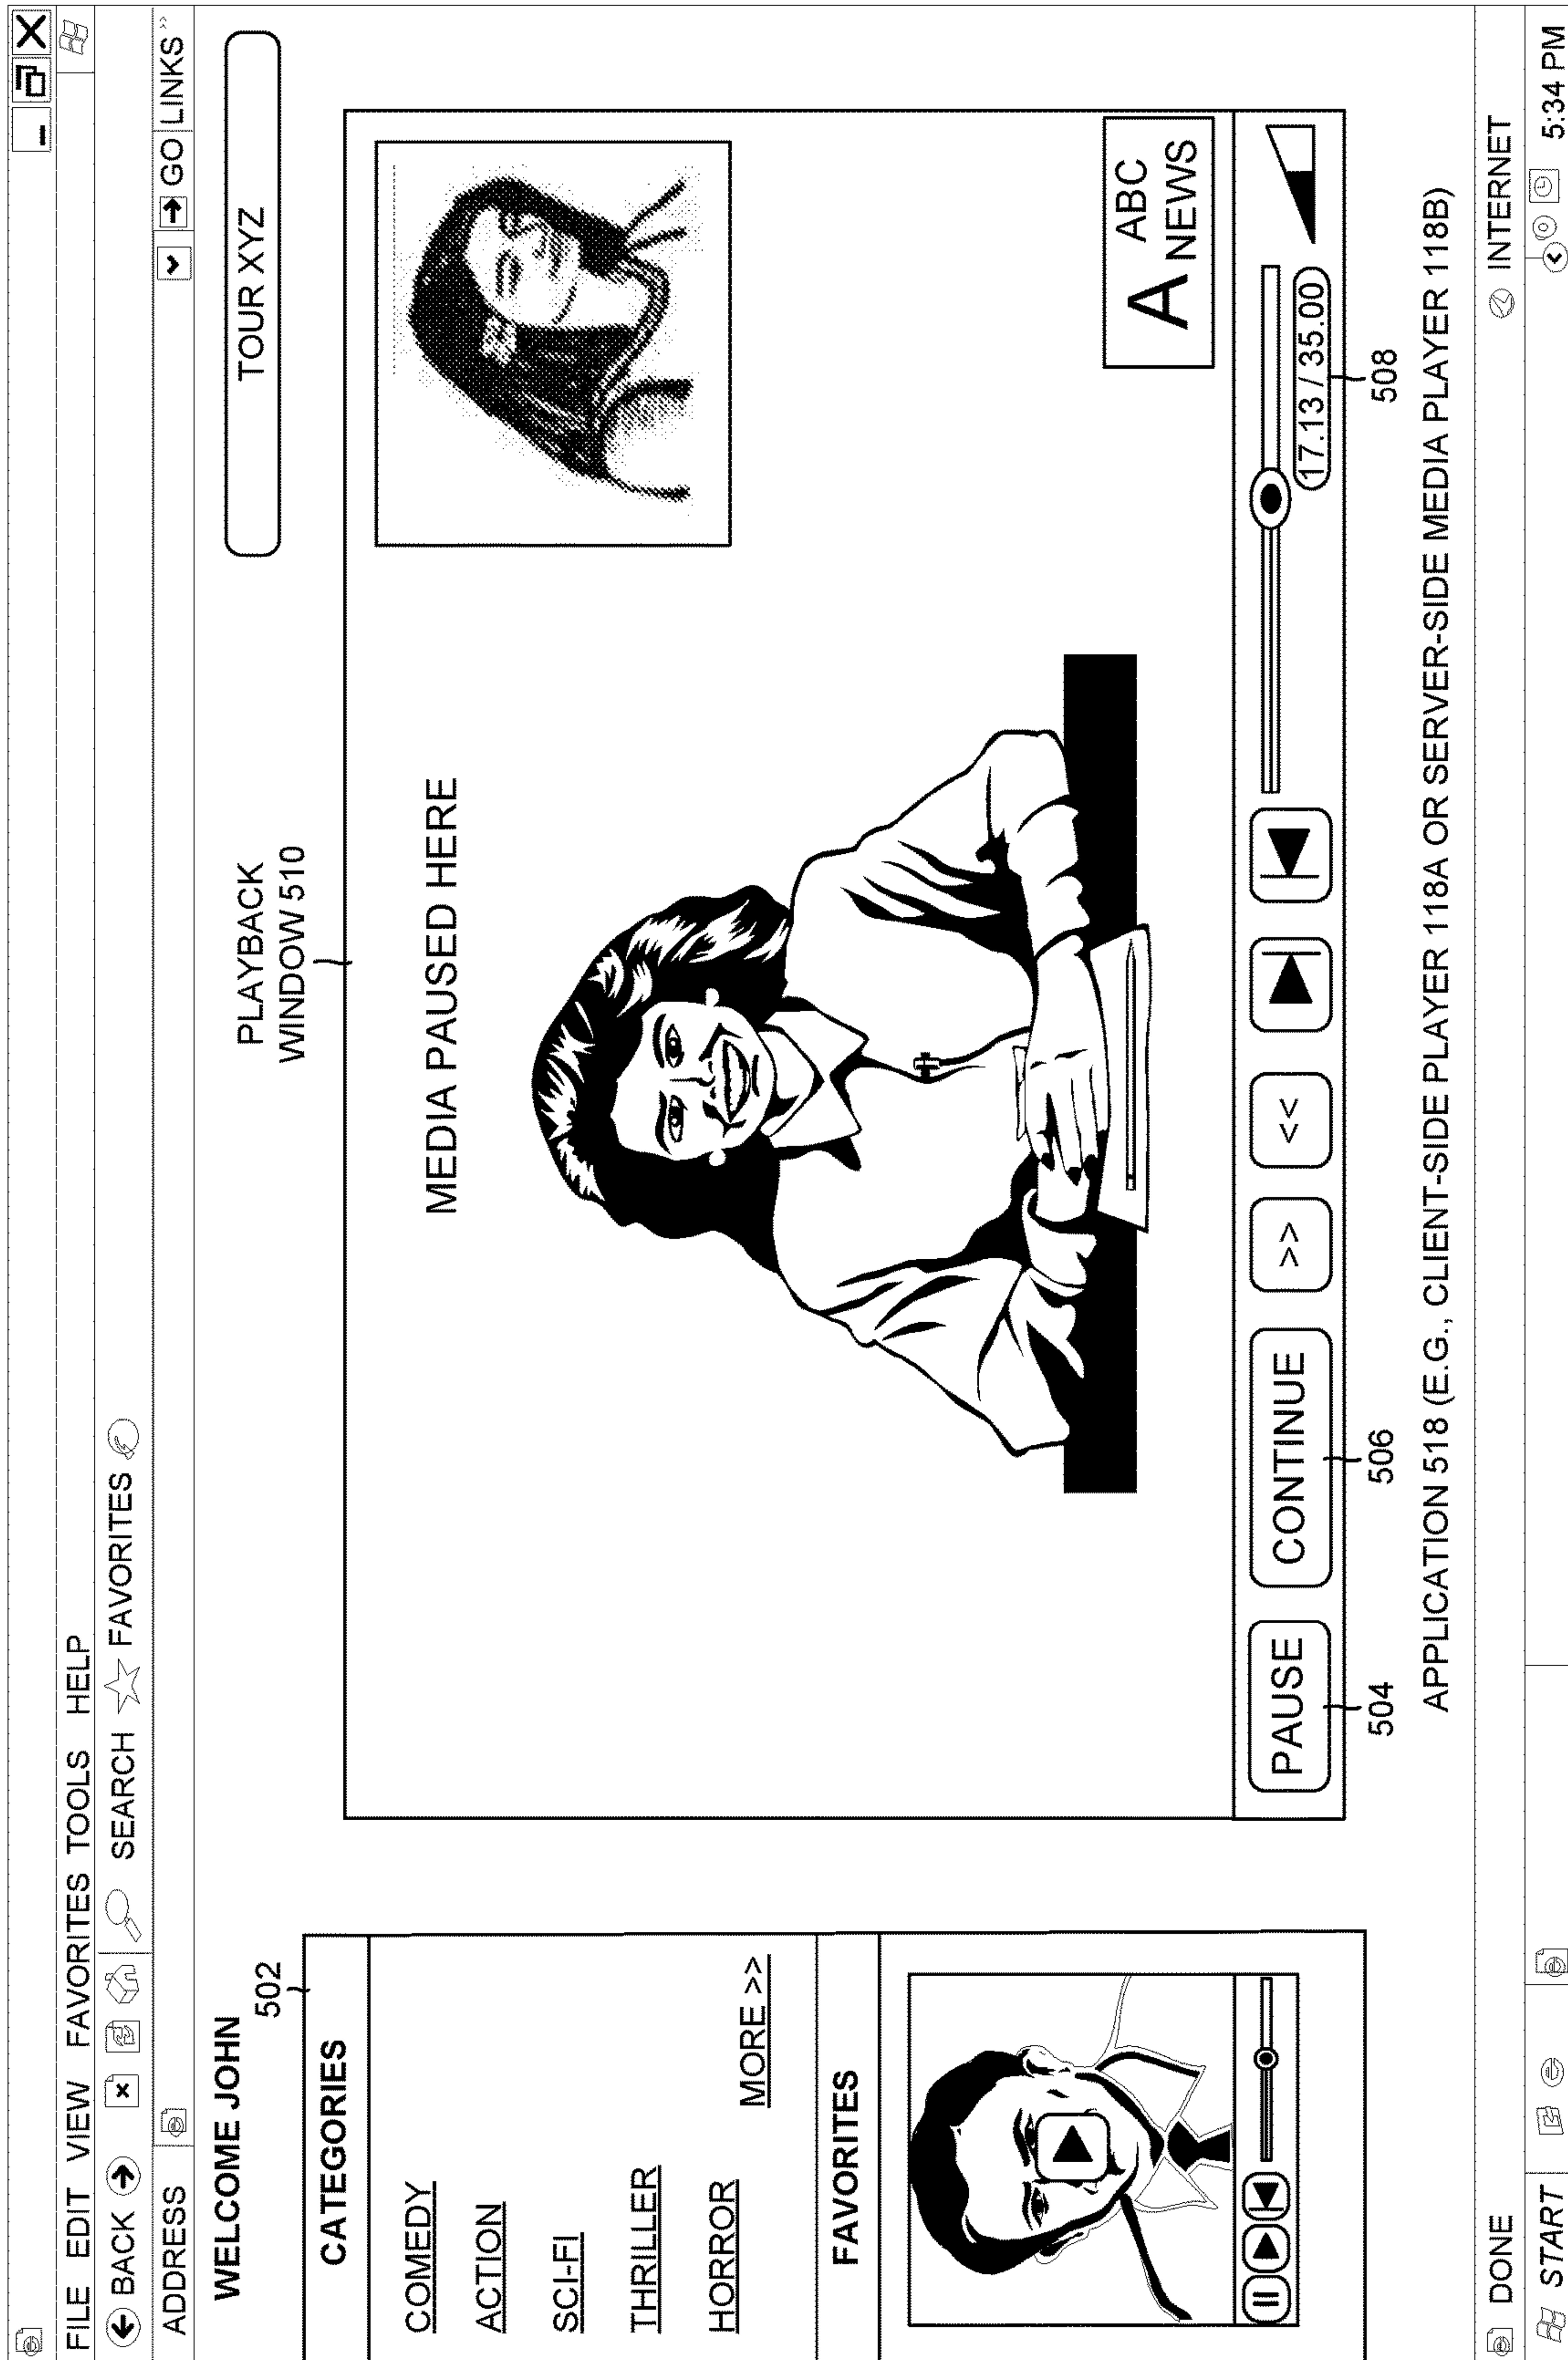 FILE EDIT VIEW FAVORITES TOOLS HELP
BACK SEARCH FAVORITES
ADDRESS GO LINKS >>
WELCOME JOHN
502
CATEGORIES
COMEDY
ACTION
SCI-FI
THRILLER
HORROR
MORE >>
FAVORITES
TOUR XYZ
PLAYBACK
WINDOW 510
MEDIA PAUSED HERE
A ABC
NEWS
PAUSE CONTINUE >> <<
17.13 / 35.00
504 506 508
APPLICATION 518 (E.G., CLIENT-SIDE PLAYER 118A OR SERVER-SIDE MEDIA PLAYER 118B)
DONE INTERNET
START 5:34 PM